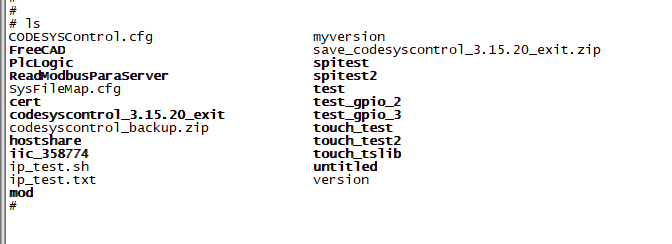 #
#
# ls
CODESYSControl.cfg myversion
FreeCAD save_codesyscontrol_3.15.20_exit.zip
PlcLogic spitest
ReadModbusParaServer spitest2
SysFileMap.cfg test
cert test_gpio_2
codesyscontrol_3.15.20_exit test_gpio_3
codesyscontrol_backup.zip touch_test
hostshare touch_test2
iic_358774 touch_tslib
ip_test.sh untitled
ip_test.txt version
mod
#